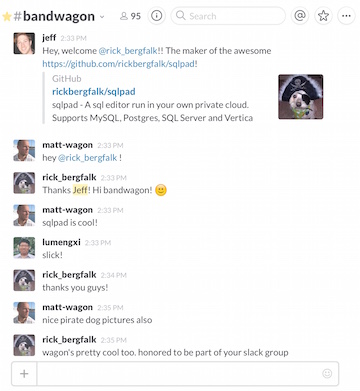 #bandwagon 95 Search
jeff 2:33 PM
Hey, welcome @rick_bergfalk!! The maker of the awesome
https://github.com/rickbergfalk/sqlpad!
GitHub
rickbergfalk/sqlpad
sqlpad - A sql editor run in your own private cloud.
Supports MySQL, Postgres, SQL Server and Vertica
matt-wagon 2:33 PM
hey @rick_bergfalk !
rick_bergfalk 2:33 PM
Thanks Jeff! Hi bandwagon!
matt-wagon 2:33 PM
sqlpad is cool!
lumengxi 2:33 PM
slick!
rick_bergfalk 2:34 PM
thanks you guys!
matt-wagon 2:35 PM
nice pirate dog pictures also
rick_bergfalk 2:35 PM
wagon's pretty cool too. honored to be part of your slack group